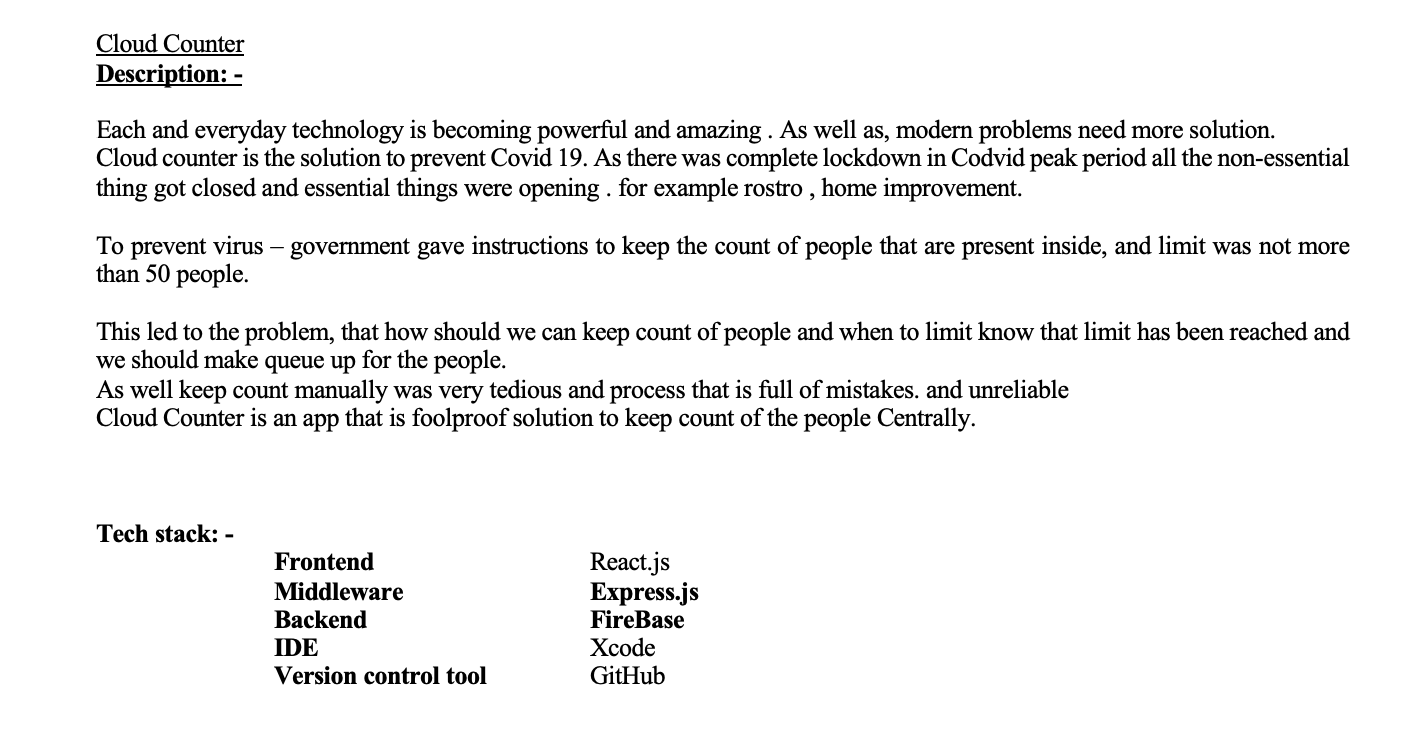 Cloud Counter
Description: -
Each and everyday technology is becoming powerful and amazing . As well as, modern problems need more solution.
Cloud counter is the solution to prevent Covid 19. As there was complete lockdown in Codvid peak period all the non-essential
thing got closed and essential things were opening . for example rostro , home improvement.
To prevent virus – government gave instructions to keep the count of people that are present inside, and limit was not more
than 50 people.
This led to the problem, that how should we can keep count of people and when to limit know that limit has been reached and
we should make queue up for the people.
As well keep count manually was very tedious and process that is full of mistakes. and unreliable
Cloud Counter is an app that is foolproof solution to keep count of the people Centrally.
Tech stack: -
Frontend React.js
Middleware Express.js
Backend FireBase
IDE Xcode
Version control tool GitHub